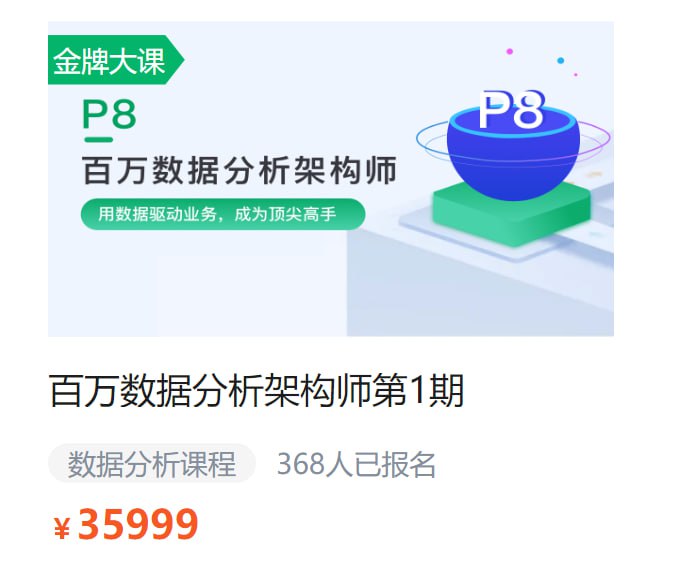 金牌大课
P8
P8
百万数据分析架构师
用数据驱动业务，成为顶尖高手
百万数据分析架构师第1期
数据分析课程 368人已报名
¥35999